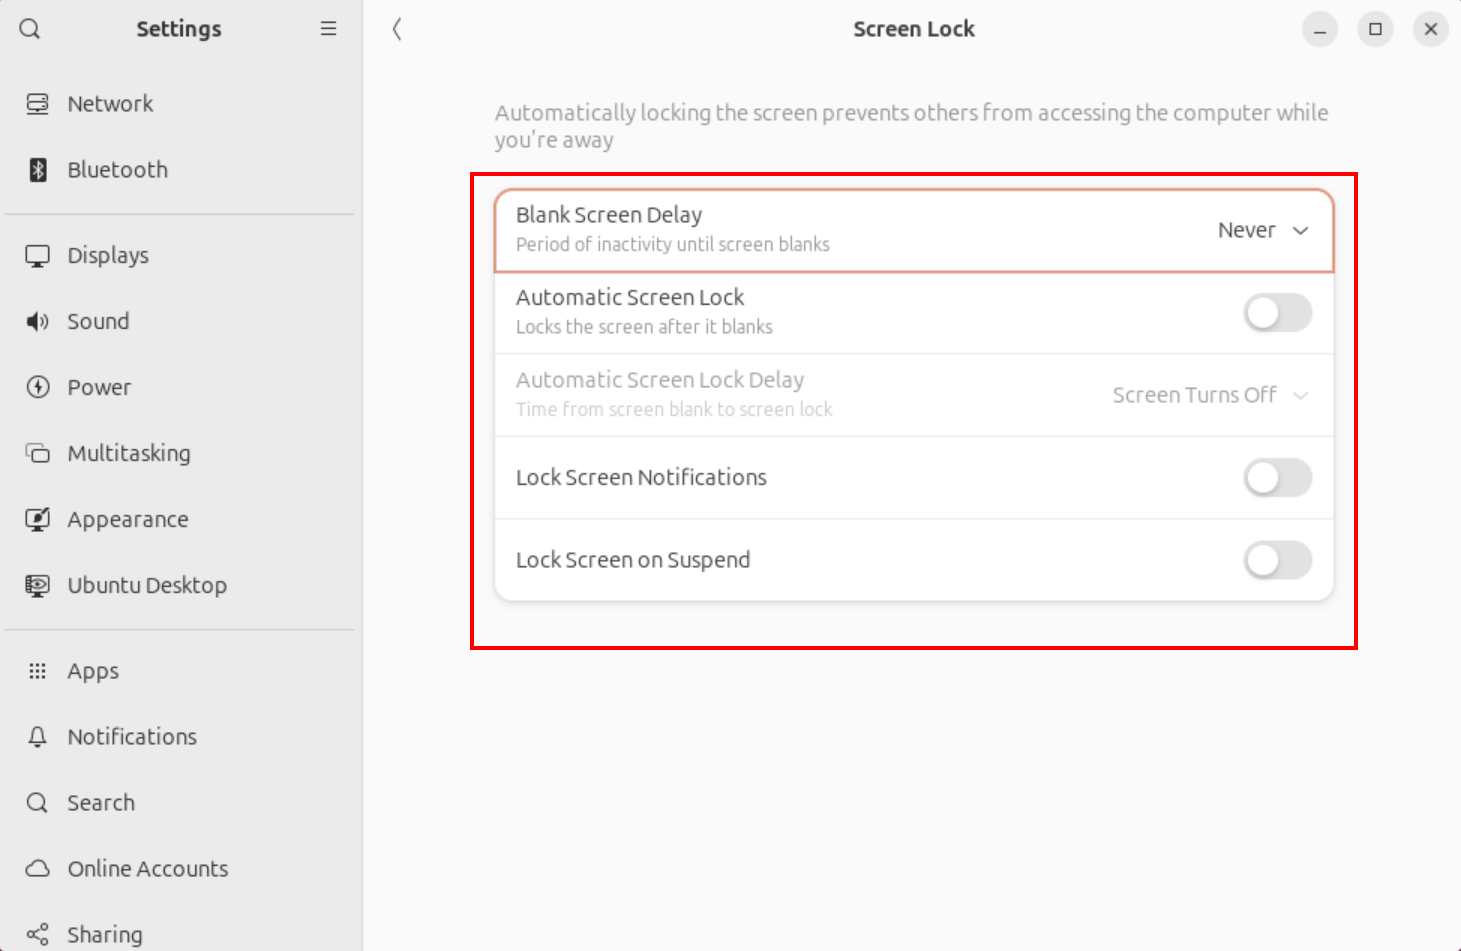 Settings
Network
Bluetooth
Displays
Sound
Power
Multitasking
Appearance
Ubuntu Desktop
Apps
Notifications
Search
Online Accounts
Sharing
Screen Lock
Automatically locking the screen prevents others from accessing the computer while
you're away
Blank Screen Delay
Period of inactivity until screen blanks
Never
Automatic Screen Lock
Locks the screen after it blanks
Automatic Screen Lock Delay
Time from screen blank to screen lock
Screen Turns Off
Lock Screen Notifications
Lock Screen on Suspend